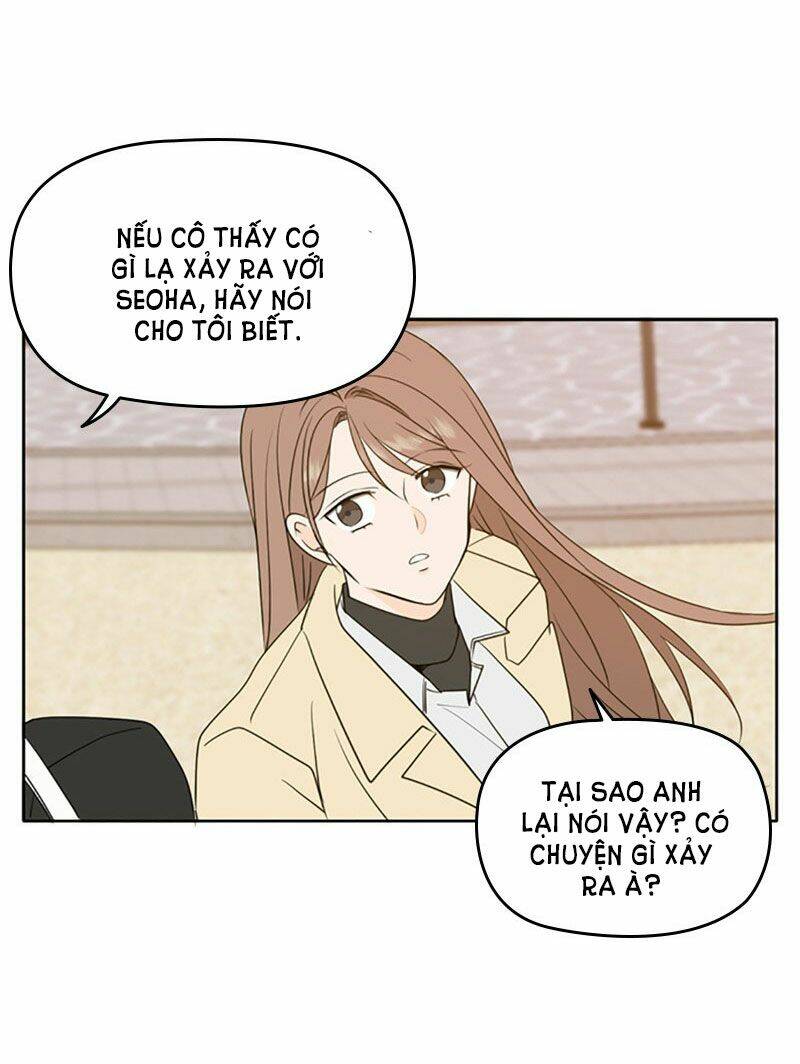 NẾU CÔ THẤY CÓ
GÌ LẠ XẢY RA VỚI
SEOHA, HÃY NÓI
CHO TÔI BIẾT.
TẠI SAO ANH
LẠI NÓI VẬY? CÓ
CHUYỆN GÌ XẢY
RA À?